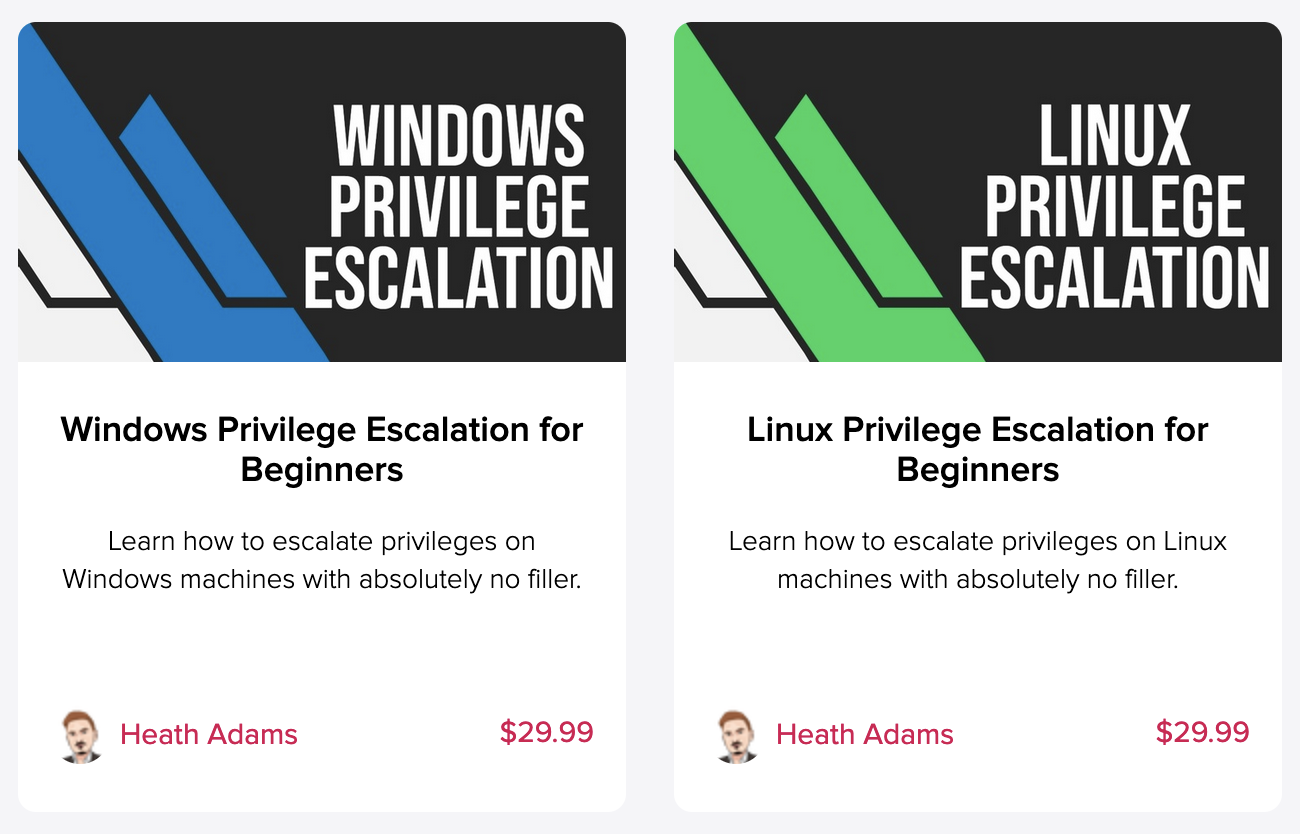 WINDOWS
PRIVILEGE
ESCALATION
Windows Privilege Escalation for
Beginners
Learn how to escalate privileges on
Windows machines with absolutely no filler.
Heath Adams
$29.99
LINUX
PRIVILEGE
ESCALATION
Linux Privilege Escalation for
Beginners
Learn how to escalate privileges on Linux
machines with absolutely no filler.
Heath Adams
$29.99